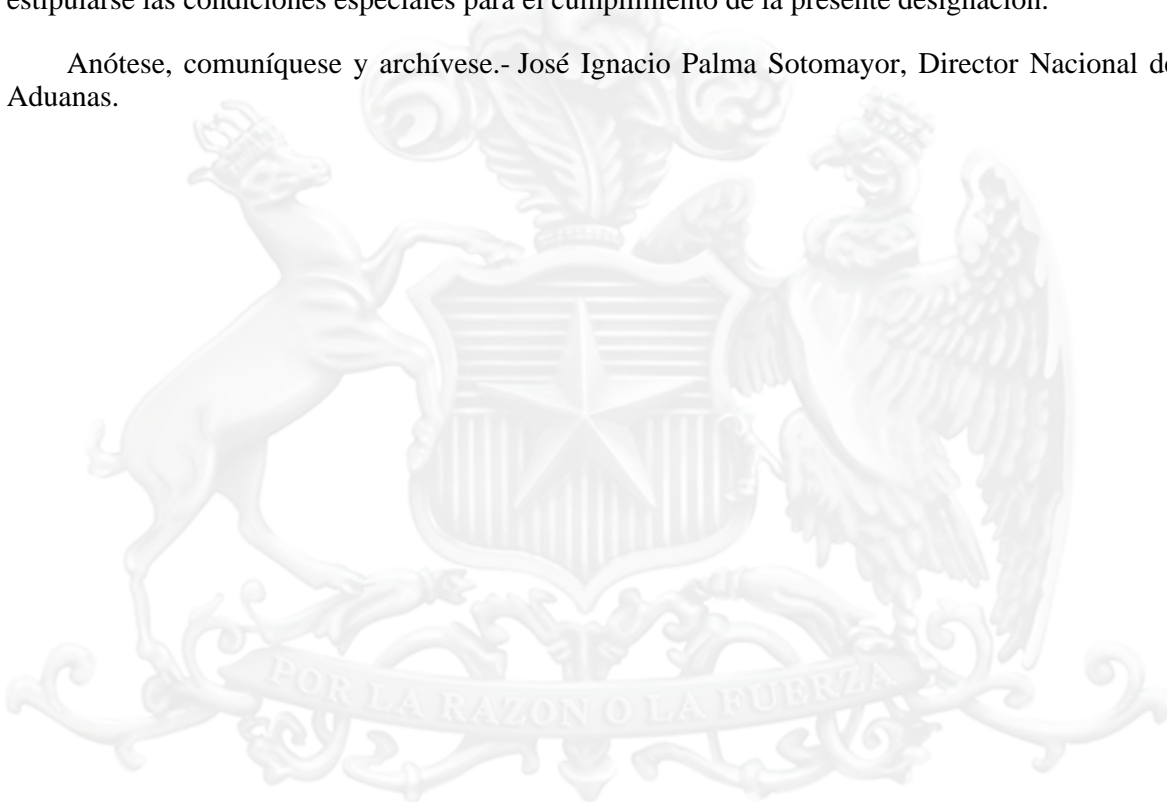 estipularse las condiciones especiales para el cumplimiento de la presente designación.
Anótese, comuníquese y archívese.- José Ignacio Palma Sotomayor, Director Nacional de
Aduanas.
POR LA RAZON O LA FUERZA